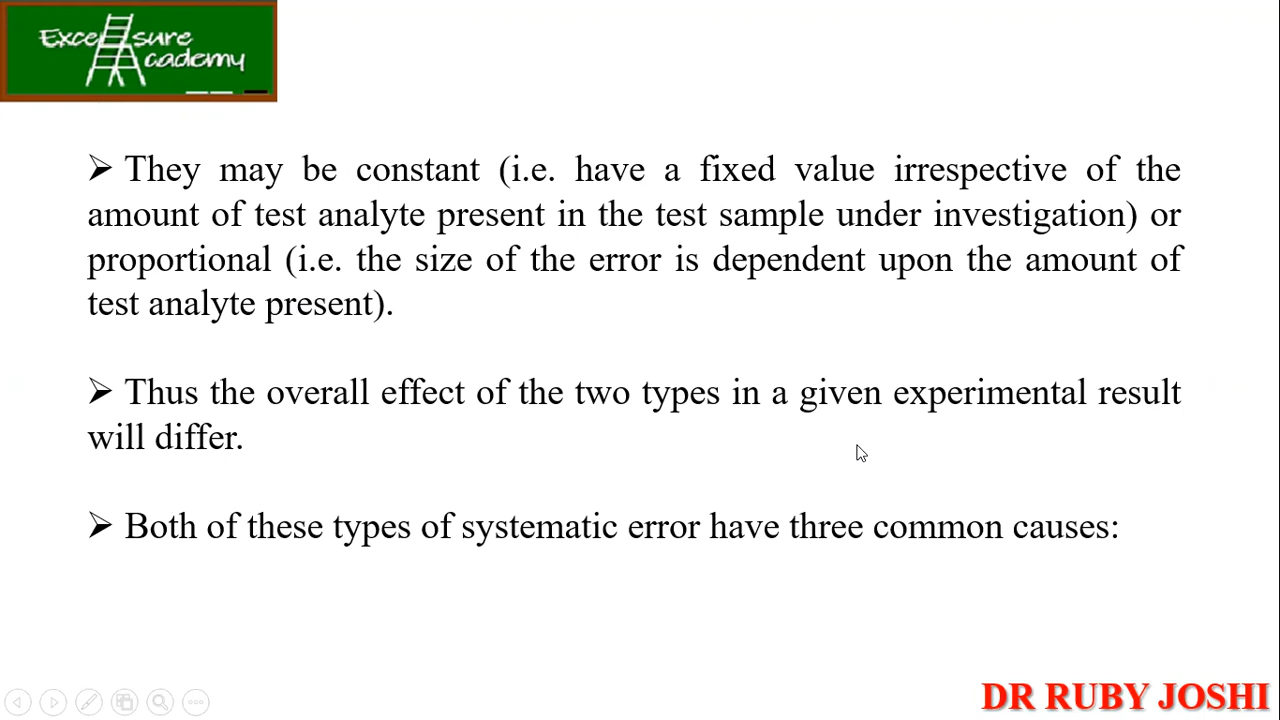 Excel sure
Academy
➢ They may be constant (i.e. have a fixed value irrespective of the
amount of test analyte present in the test sample under investigation) or
proportional (i.e. the size of the error is dependent upon the amount of
test analyte present).
➢ Thus the overall effect of the two types in a given experimental result
will differ.
➢ Both of these types of systematic error have three common causes:
DR RUBY JOSHI